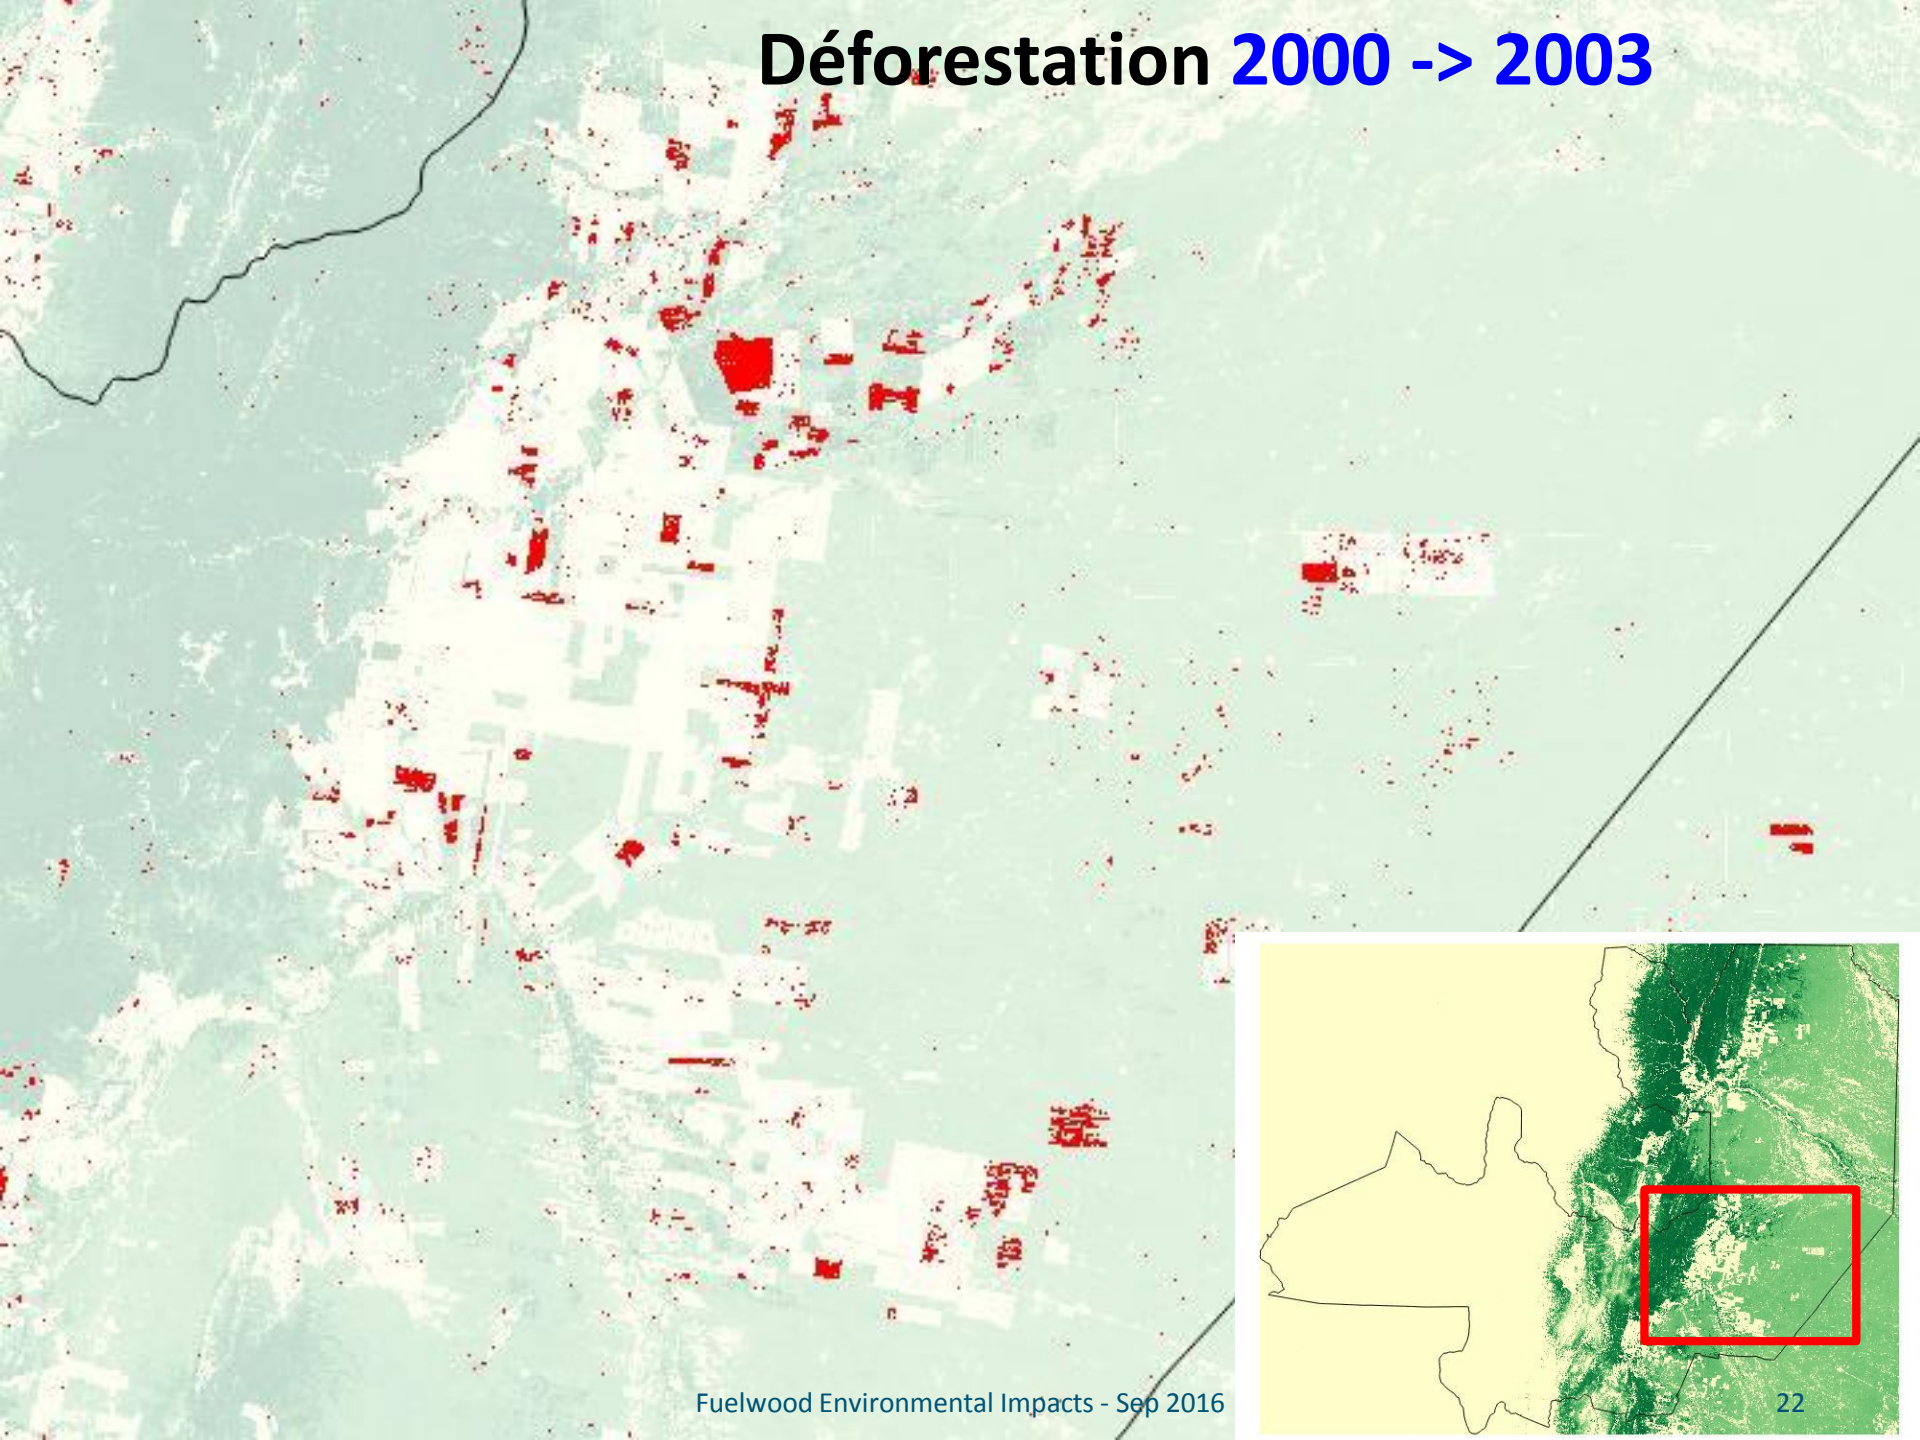 Déforestation 2000 -> 2003
Fuelwood Environmental Impacts - Sep 2016
22